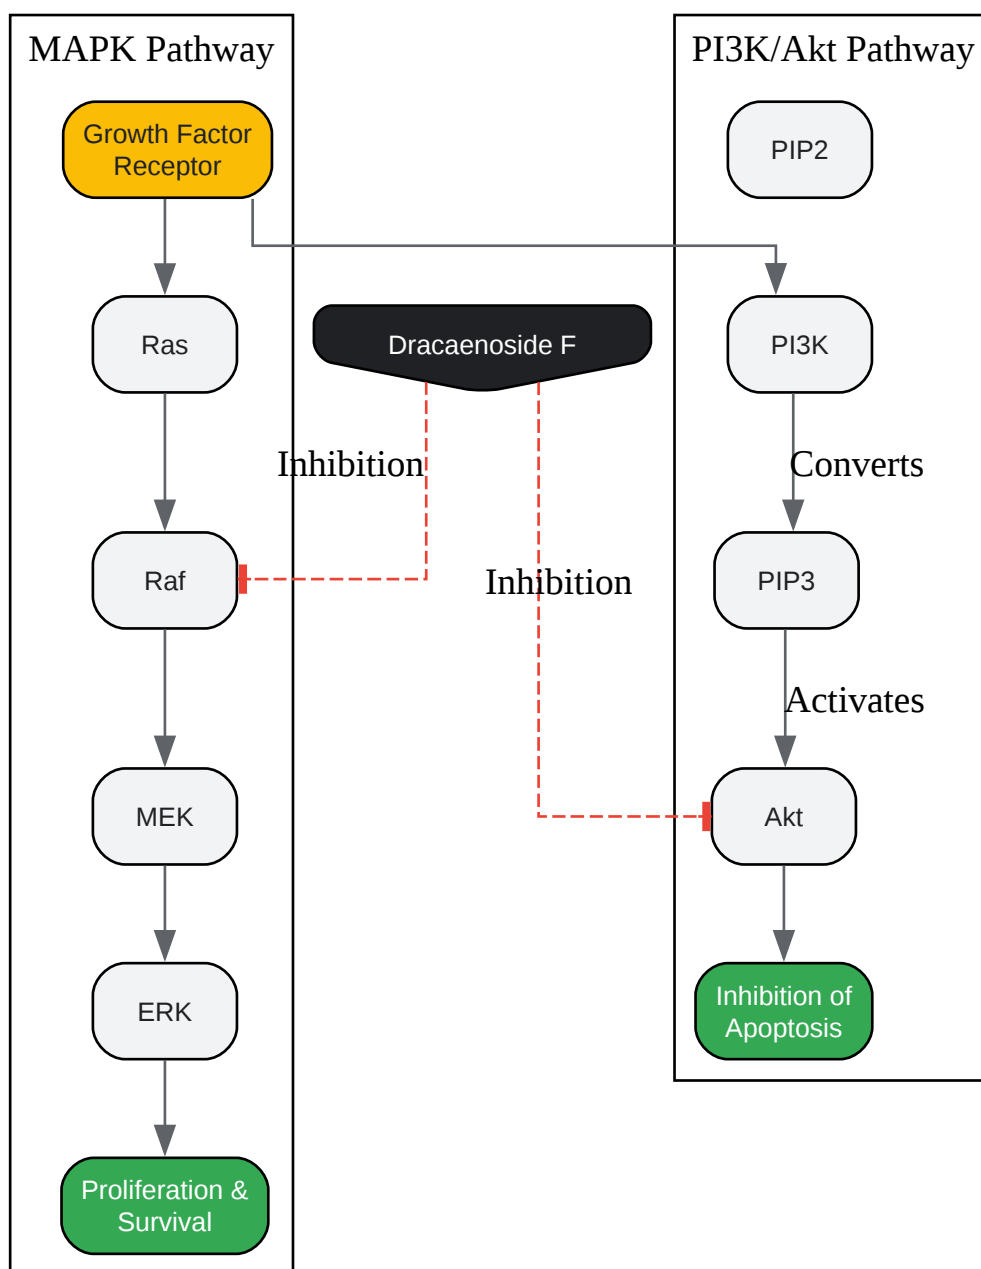 MAPK Pathway
Growth Factor
Receptor
Ras
Raf
MEK
ERK
Proliferation &
Survival
Dracaenoside F
Inhibition
Inhibition
PI3K/Akt Pathway
PIP2
PI3K
Converts
PIP3
Activates
Akt
Inhibition of
Apoptosis